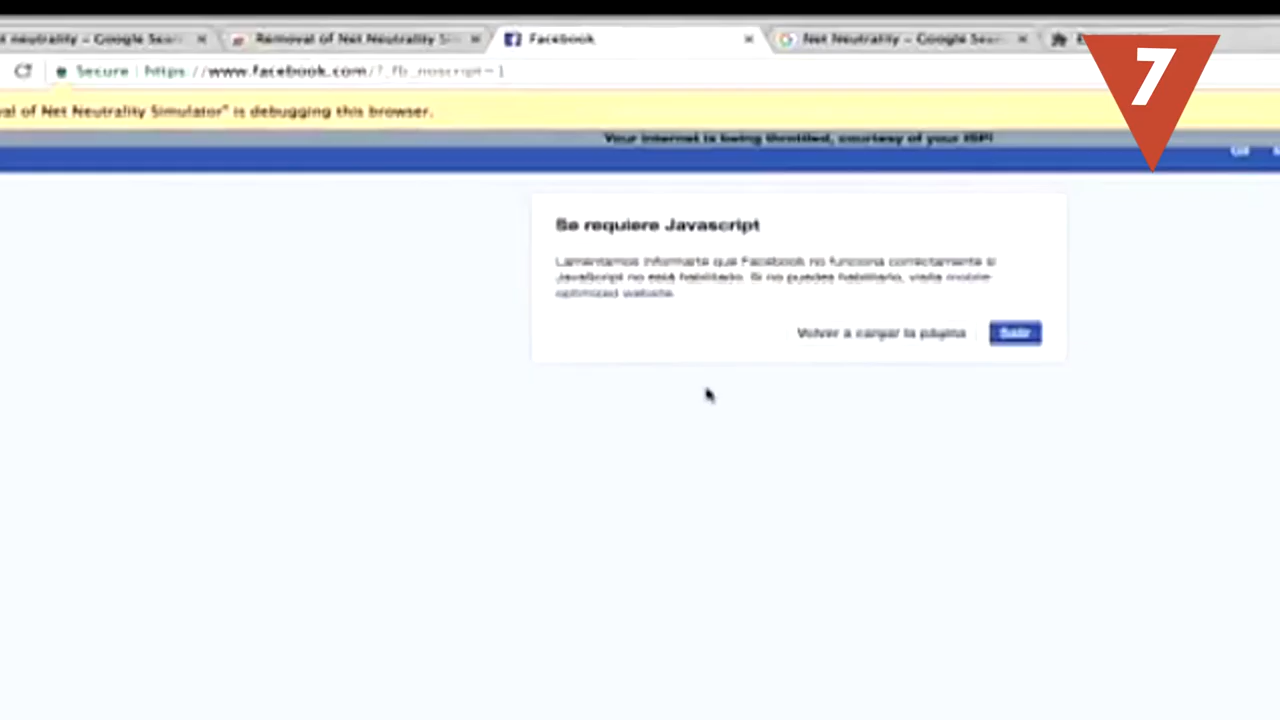 neutrality - Google Sear
Removal of Net Neutrality Si
Facebook
Net Neutrality - Google Sear
7
Secure
https://www.facebook.com/?_fb_noscript=1
val of Net Neutrality Simulator" is debugging this browser.
Your internet is being throttled, courtesy of your ISP!
Se requiere Javascript
Lamentamos informarte que Facebook no funciona correctamente si
JavaScript no está habilitado. Si no puedes habilitarlo, visita mobile-
optimized website.
Volver a cargar la página
Salir